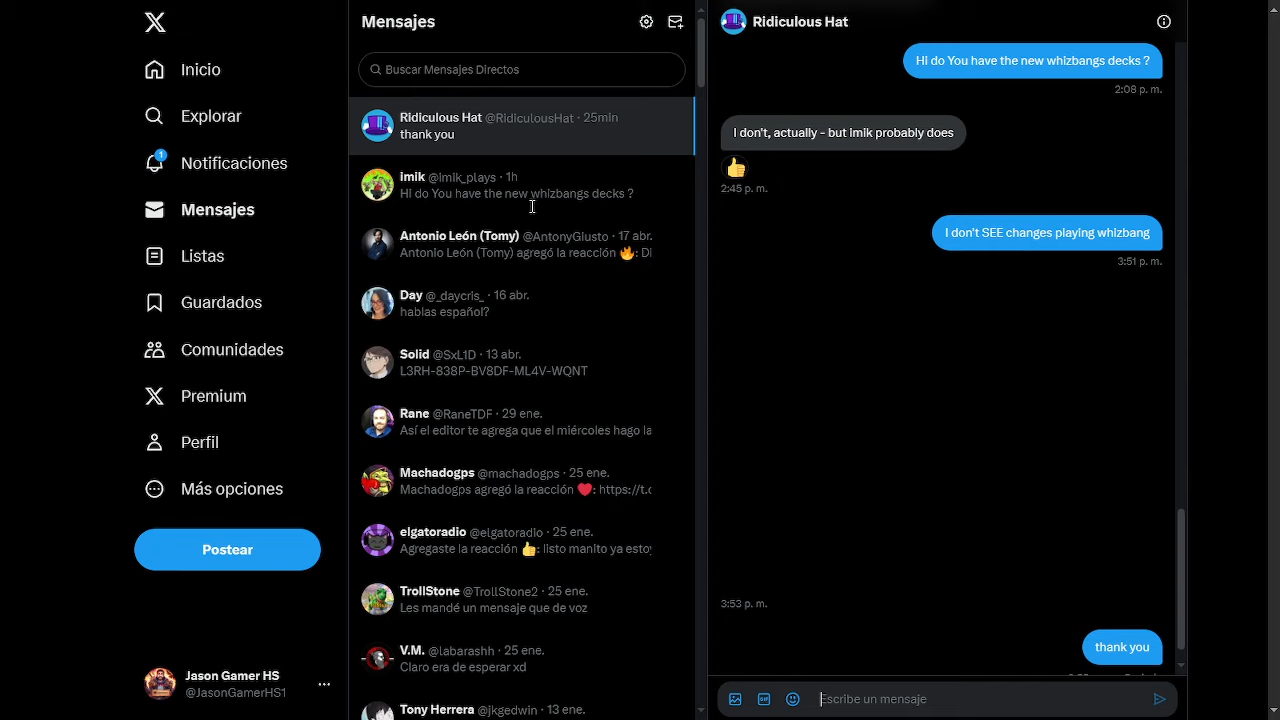 Inicio
Explorar
1
Notificaciones
Mensajes
Listas
Guardados
Comunidades
Premium
Perfil
Más opciones
Postear
Jason Gamer HS
@JasonGamerHS1
Mensajes
Buscar Mensajes Directos
Ridiculous Hat @RidiculousHat · 25min
thank you
imik @Imik_plays · 1h
Hi do You have the new whizbangs decks ?
Antonio León (Tomy) @AntonyGiusto · 17 abr.
Antonio León (Tomy) agregó la reacción 🔥: Di
Day @_daycris_ · 16 abr.
hablas español?
Solid @SxL1D · 13 abr.
L3RH-838P-BV8DF-ML4V-WQNT
Rane @RaneTDF · 29 ene.
Así el editor te agrega que el miércoles hago la
Machadogps @machadogps · 25 ene.
Machadogps agregó la reacción ❤️: https://t.c
elgatoradio @elgatoradio · 25 ene.
Agregaste la reacción 👍: listo manito ya estoy
TrollStone @TrollStone2 · 25 ene.
Les mandé un mensaje que de voz
V.M. @labarashh · 25 ene.
Claro era de esperar xd
Tony Herrera @jkgedwin · 13 ene.
Ridiculous Hat
Hi do You have the new whizbangs decks ?
2:08 p. m.
I don't, actually - but imik probably does
2:45 p. m.
I don't SEE changes playing whizbang
3:51 p. m.
3:53 p. m.
thank you
Escribe un mensaje